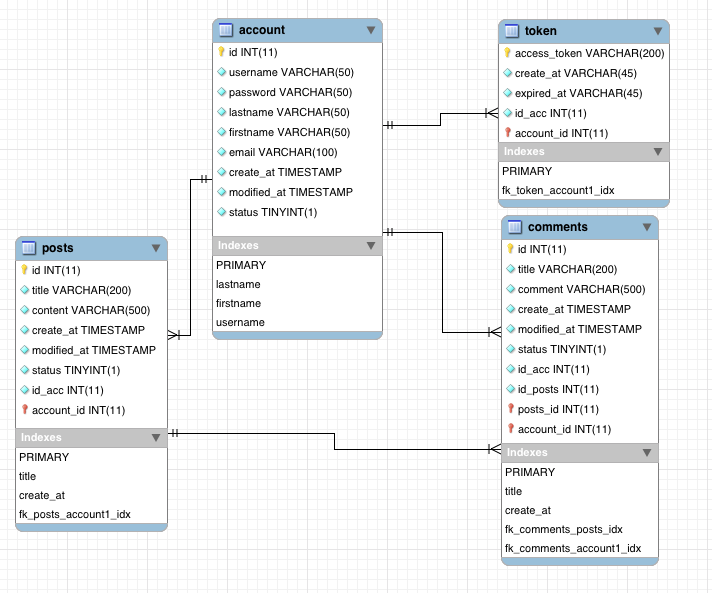 account
id INT(11)
username VARCHAR(50)
password VARCHAR(50)
lastname VARCHAR(50)
firstname VARCHAR(50)
email VARCHAR(100)
create_at TIMESTAMP
modified_at TIMESTAMP
status TINYINT(1)
Indexes
PRIMARY
lastname
firstname
username
token
access_token VARCHAR(200)
create_at VARCHAR(45)
expired_at VARCHAR(45)
id_acc INT(11)
account_id INT(11)
Indexes
PRIMARY
fk_token_account1_idx
posts
id INT(11)
title VARCHAR(200)
content VARCHAR(500)
create_at TIMESTAMP
modified_at TIMESTAMP
status TINYINT(1)
id_acc INT(11)
account_id INT(11)
Indexes
PRIMARY
title
create_at
fk_posts_account1_idx
comments
id INT(11)
title VARCHAR(200)
comment VARCHAR(500)
create_at TIMESTAMP
modified_at TIMESTAMP
status TINYINT(1)
id_acc INT(11)
id_posts INT(11)
posts_id INT(11)
account_id INT(11)
Indexes
PRIMARY
title
create_at
fk_comments_posts_idx
fk_comments_account1_idx